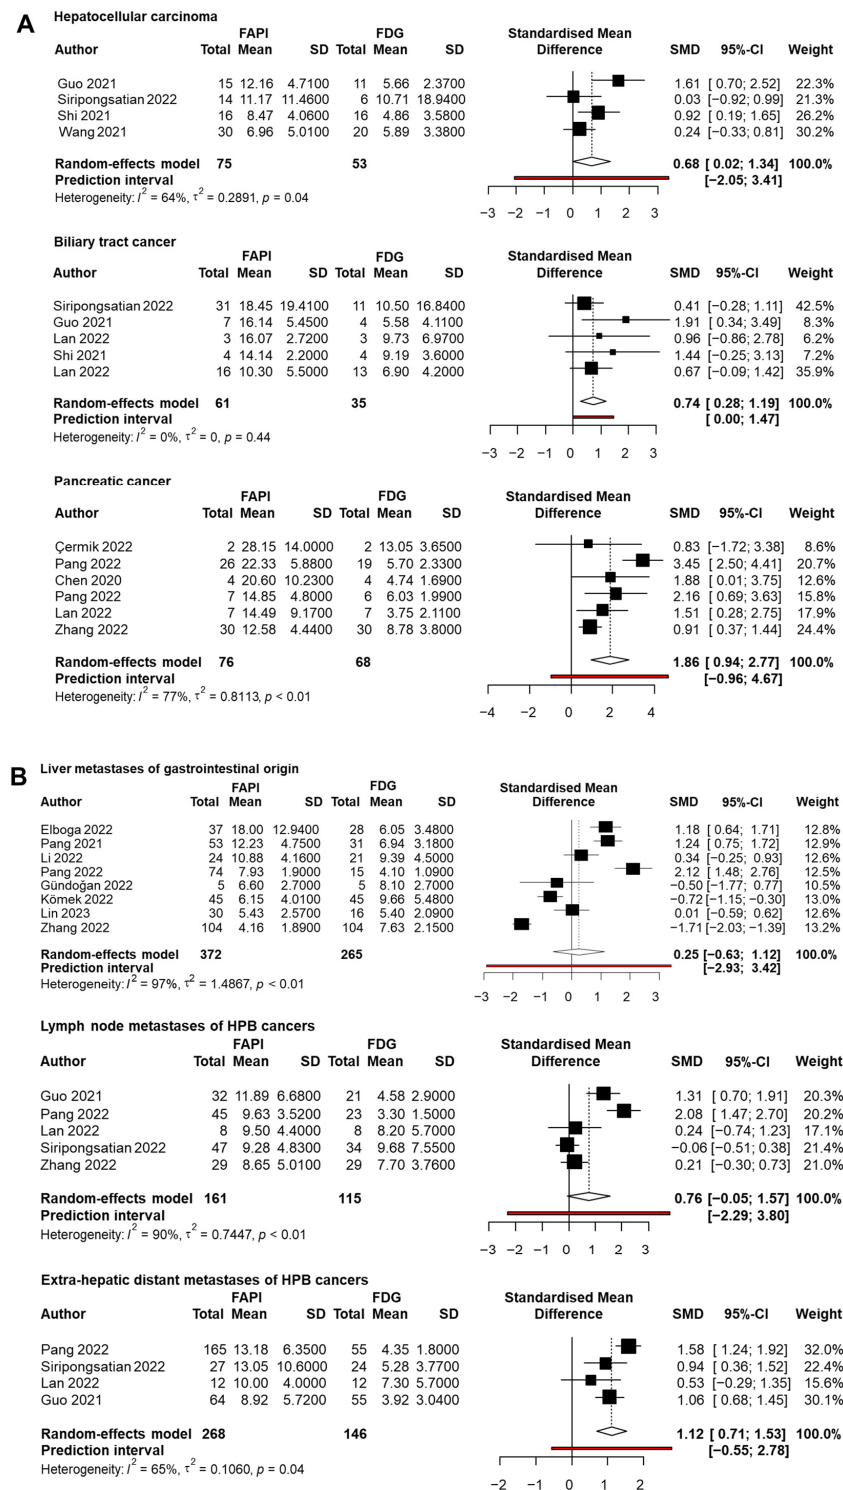 A
Hepatocellular carcinoma
FAPI FDG Standardised Mean
Author Total Mean SD Total Mean SD Difference SMD 95%-CI Weight
Guo 2021 15 12.16 4.7100 11 5.66 2.3700 1.61 [ 0.70; 2.52] 22.3%
Siripongsatian 2022 14 11.17 11.4600 6 10.71 18.9400 0.03 [−0.92; 0.99] 21.3%
Shi 2021 16 8.47 4.0600 16 4.86 3.5800 0.92 [ 0.19; 1.65] 26.2%
Wang 2021 30 6.96 5.0100 20 5.89 3.3800 0.24 [−0.33; 0.81] 30.2%
Random-effects model 75 53 0.68 [ 0.02; 1.34] 100.0%
Prediction interval [−2.05; 3.41]
Heterogeneity: I² = 64%, τ² = 0.2891, p = 0.04
−3 −2 −1 0 1 2 3
Biliary tract cancer
FAPI FDG Standardised Mean
Author Total Mean SD Total Mean SD Difference SMD 95%-CI Weight
Siripongsatian 2022 31 18.45 19.4100 11 10.50 16.8400 0.41 [−0.28; 1.11] 42.5%
Guo 2021 7 16.14 5.4500 4 5.58 4.1100 1.91 [ 0.34; 3.49] 8.3%
Lan 2022 3 16.07 2.7200 3 9.73 6.9700 0.96 [−0.86; 2.78] 6.2%
Shi 2021 4 14.14 2.2000 4 9.19 3.6000 1.44 [−0.25; 3.13] 7.2%
Lan 2022 16 10.30 5.5000 13 6.90 4.2000 0.67 [−0.09; 1.42] 35.9%
Random-effects model 61 35 0.74 [ 0.28; 1.19] 100.0%
Prediction interval [ 0.00; 1.47]
Heterogeneity: I² = 0%, τ² = 0, p = 0.44
−3 −2 −1 0 1 2 3
Pancreatic cancer
FAPI FDG Standardised Mean
Author Total Mean SD Total Mean SD Difference SMD 95%-CI Weight
Çermik 2022 2 28.15 14.0000 2 13.05 3.6500 0.83 [−1.72; 3.38] 8.6%
Pang 2022 26 22.33 5.8800 19 5.70 2.3300 3.45 [ 2.50; 4.41] 20.7%
Chen 2020 4 20.60 10.2300 4 4.74 1.6900 1.88 [ 0.01; 3.75] 12.6%
Pang 2022 7 14.85 4.8000 6 6.03 1.9900 2.16 [ 0.69; 3.63] 15.8%
Lan 2022 7 14.49 9.1700 7 3.75 2.1100 1.51 [ 0.28; 2.75] 17.9%
Zhang 2022 30 12.58 4.4400 30 8.78 3.8000 0.91 [ 0.37; 1.44] 24.4%
Random-effects model 76 68 1.86 [ 0.94; 2.77] 100.0%
Prediction interval [−0.96; 4.67]
Heterogeneity: I² = 77%, τ² = 0.8113, p < 0.01
−4 −2 0 2 4
B
Liver metastases of gastrointestinal origin
FAPI FDG Standardised Mean
Author Total Mean SD Total Mean SD Difference SMD 95%-CI Weight
Elboga 2022 37 18.00 12.9400 28 6.05 3.4800 1.18 [ 0.64; 1.71] 12.8%
Pang 2021 53 12.23 4.7500 31 6.94 3.1800 1.24 [ 0.75; 1.72] 12.9%
Li 2022 24 10.88 4.1600 21 9.39 4.5000 0.34 [−0.25; 0.93] 12.6%
Pang 2022 74 7.93 1.9000 15 4.10 1.0900 2.12 [ 1.48; 2.76] 12.5%
Gündoğan 2022 5 6.60 2.7000 5 8.10 2.7000 −0.50 [−1.77; 0.77] 10.5%
Kömek 2022 45 6.15 4.0100 45 9.66 5.4800 −0.72 [−1.15; −0.30] 13.0%
Lin 2023 30 5.43 2.5700 16 5.40 2.0900 0.01 [−0.59; 0.62] 12.6%
Zhang 2022 104 4.16 1.8900 104 7.63 2.1500 −1.71 [−2.03; −1.39] 13.2%
Random-effects model 372 265 0.25 [−0.63; 1.12] 100.0%
Prediction interval [−2.93; 3.42]
Heterogeneity: I² = 97%, τ² = 1.4867, p < 0.01
−3 −2 −1 0 1 2 3
Lymph node metastases of HPB cancers
FAPI FDG Standardised Mean
Author Total Mean SD Total Mean SD Difference SMD 95%-CI Weight
Guo 2021 32 11.89 6.6800 21 4.58 2.9000 1.31 [ 0.70; 1.91] 20.3%
Pang 2022 45 9.63 3.5200 23 3.30 1.5000 2.08 [ 1.47; 2.70] 20.2%
Lan 2022 8 9.50 4.4000 8 8.20 5.7000 0.24 [−0.74; 1.23] 17.1%
Siripongsatian 2022 47 9.28 4.8300 34 9.68 7.5500 −0.06 [−0.51; 0.38] 21.4%
Zhang 2022 29 8.65 5.0100 29 7.70 3.7600 0.21 [−0.30; 0.73] 21.0%
Random-effects model 161 115 0.76 [−0.05; 1.57] 100.0%
Prediction interval [−2.29; 3.80]
Heterogeneity: I² = 90%, τ² = 0.7447, p < 0.01
−3 −2 −1 0 1 2 3
Extra-hepatic distant metastases of HPB cancers
FAPI FDG Standardised Mean
Author Total Mean SD Total Mean SD Difference SMD 95%-CI Weight
Pang 2022 165 13.18 6.3500 55 4.35 1.8000 1.58 [ 1.24; 1.92] 32.0%
Siripongsatian 2022 27 13.05 10.6000 24 5.28 3.7700 0.94 [ 0.36; 1.52] 22.4%
Lan 2022 12 10.00 4.0000 12 7.30 5.7000 0.53 [−0.29; 1.35] 15.6%
Guo 2021 64 8.92 5.7200 55 3.92 3.0400 1.06 [ 0.68; 1.45] 30.1%
Random-effects model 268 146 1.12 [ 0.71; 1.53] 100.0%
Prediction interval [−0.55; 2.78]
Heterogeneity: I² = 65%, τ² = 0.1060, p = 0.04
−2 −1 0 1 2